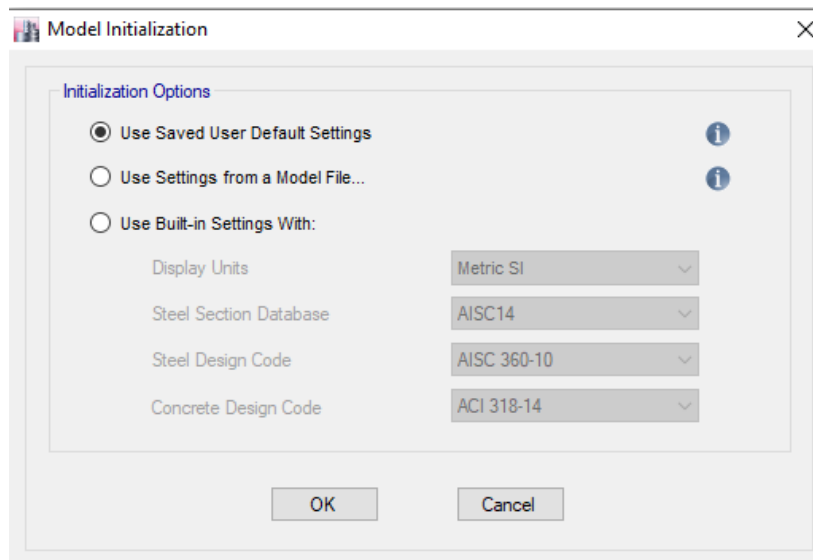 Model Initialization
Initialization Options
Use Saved User Default Settings
Use Settings from a Model File...
Use Built-in Settings With:
Display Units Metric SI
Steel Section Database AISC14
Steel Design Code AISC 360-10
Concrete Design Code ACI 318-14
OK Cancel